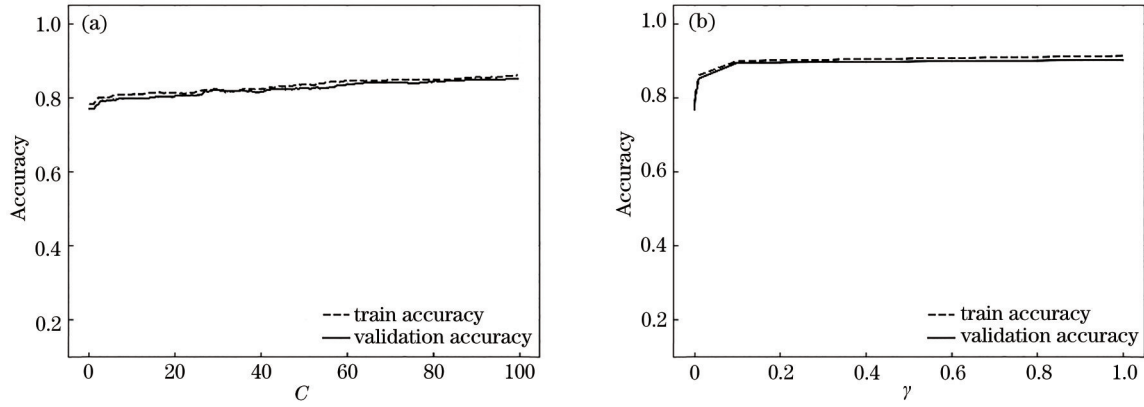 (a)
1.0
0.8
0.6
0.4
0.2
Accuracy
train accuracy
validation accuracy
0 20 40 60 80 100
C
(b)
1.0
0.8
0.6
0.4
0.2
Accuracy
train accuracy
validation accuracy
0 0.2 0.4 0.6 0.8 1.0
γ